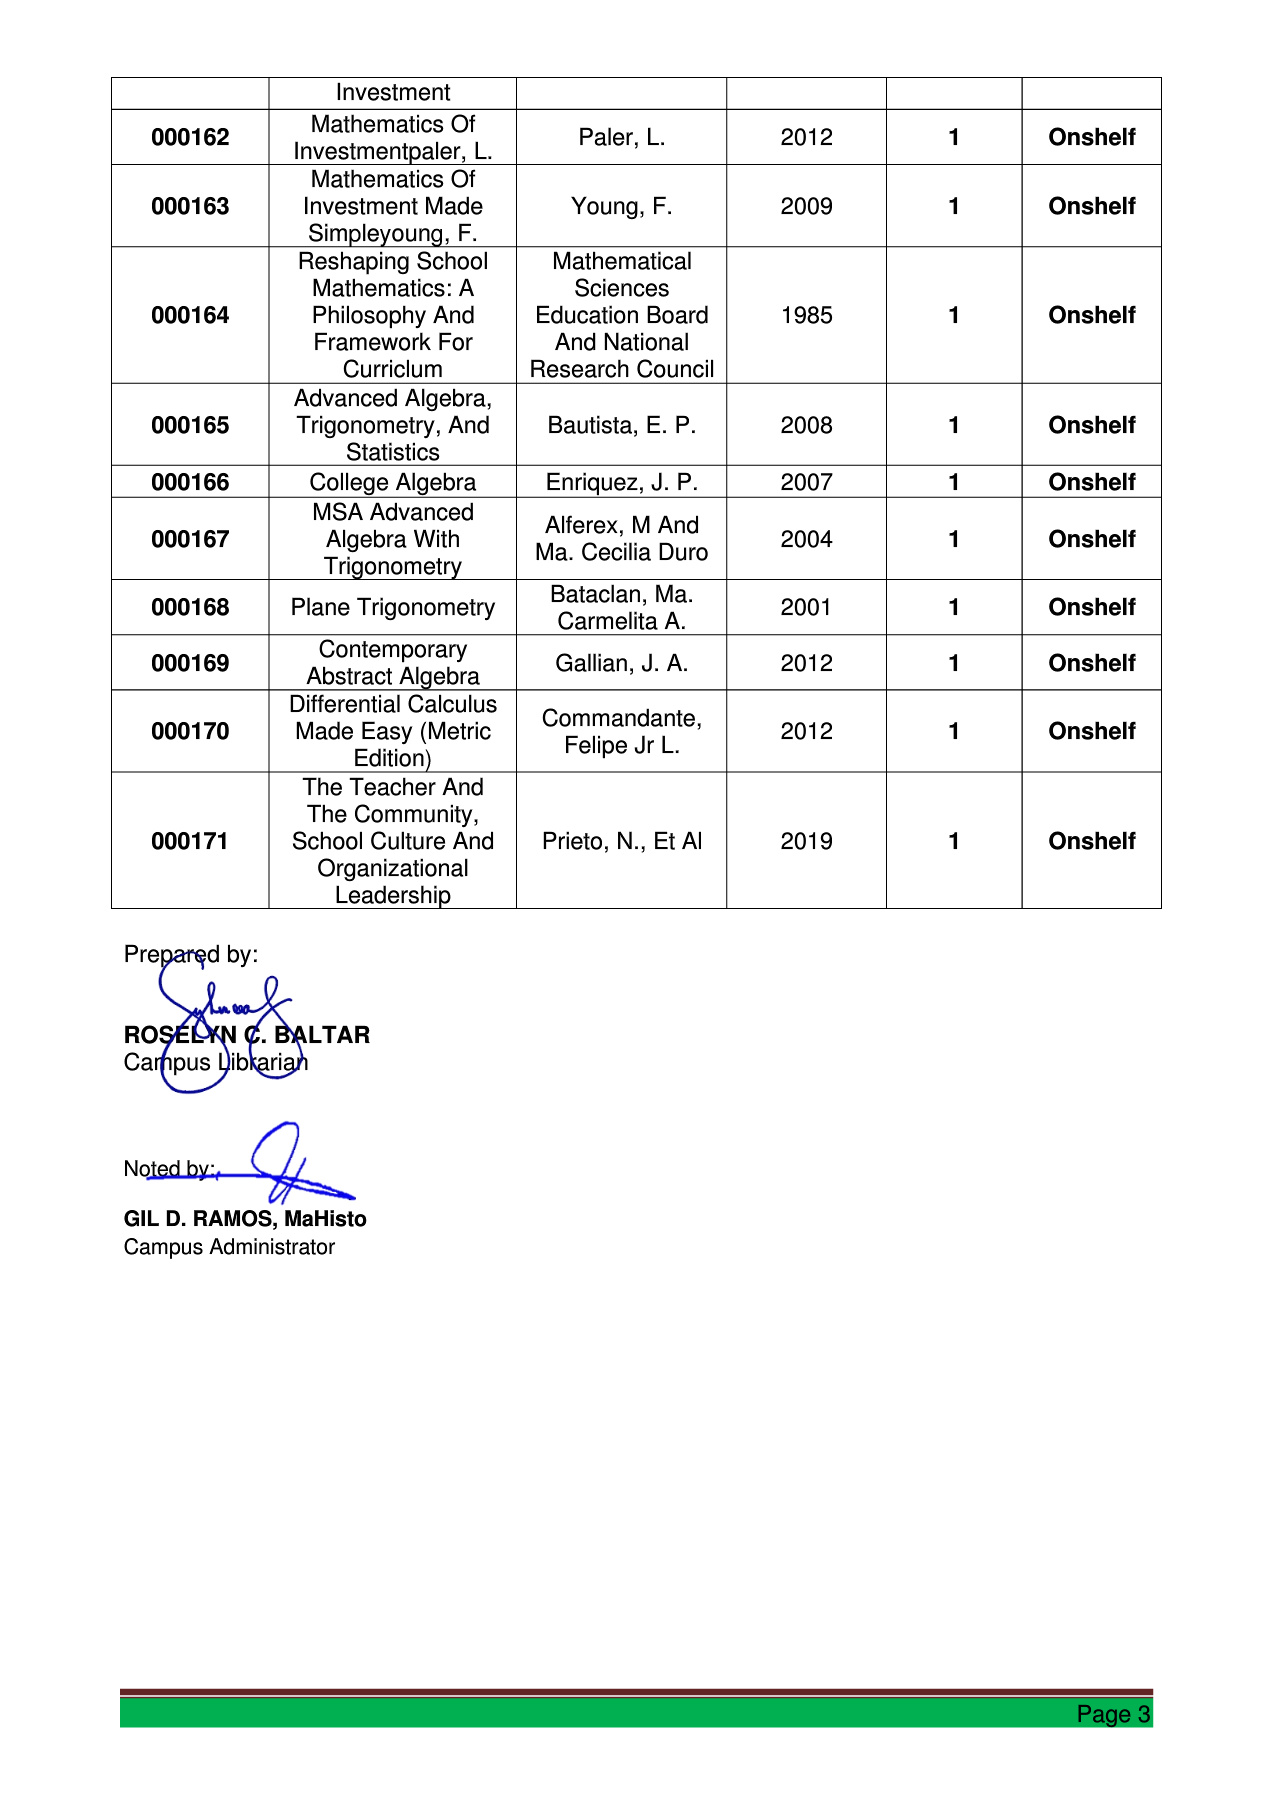 Investment
000162 Mathematics Of Investmentpaler, L. Paler, L. 2012 1 Onshelf
000163 Mathematics Of Investment Made Simpleyoung, F. Young, F. 2009 1 Onshelf
000164 Reshaping School Mathematics: A Philosophy And Framework For Curriclum Mathematical Sciences Education Board And National Research Council 1985 1 Onshelf
000165 Advanced Algebra, Trigonometry, And Statistics Bautista, E. P. 2008 1 Onshelf
000166 College Algebra Enriquez, J. P. 2007 1 Onshelf
000167 MSA Advanced Algebra With Trigonometry Alferex, M And Ma. Cecilia Duro 2004 1 Onshelf
000168 Plane Trigonometry Bataclan, Ma. Carmelita A. 2001 1 Onshelf
000169 Contemporary Abstract Algebra Gallian, J. A. 2012 1 Onshelf
000170 Differential Calculus Made Easy (Metric Edition) Commandante, Felipe Jr L. 2012 1 Onshelf
000171 The Teacher And The Community, School Culture And Organizational Leadership Prieto, N., Et Al 2019 1 Onshelf
Prepared by:
ROSELYN C. BALTAR
Campus Librarian
Noted by:
GIL D. RAMOS, MaHisto
Campus Administrator
Page 3